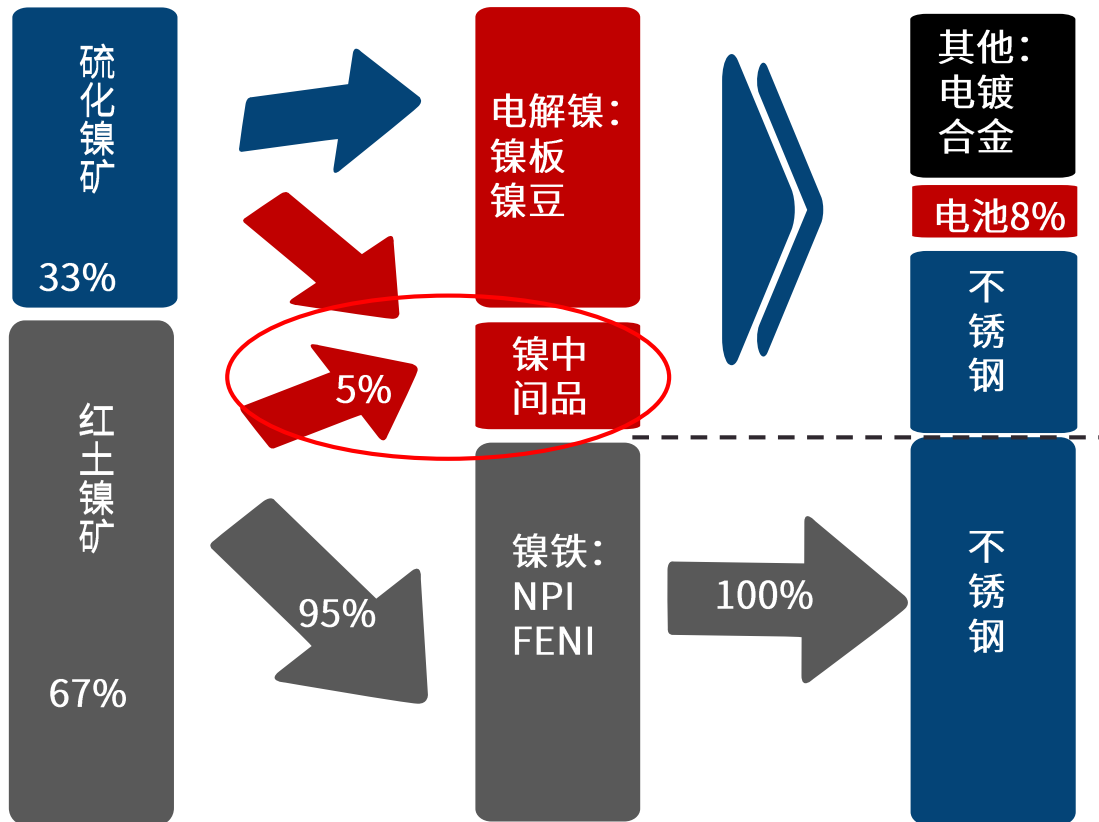 硫化镍矿
33%
红土镍矿
67%
5%
95%
电解镍：
镍板
镍豆
镍中
间品
镍铁：
NPI
FENI
100%
其他：
电镀
合金
电池8%
不
锈
钢
不
锈
钢